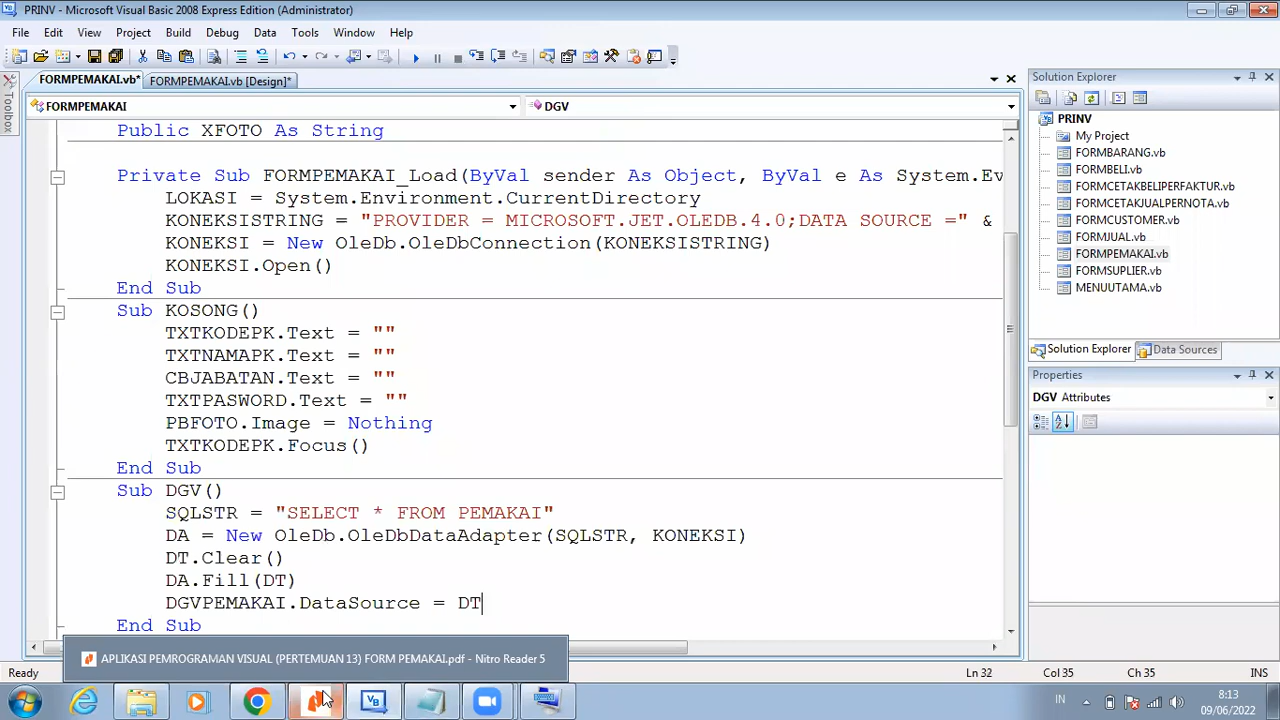 PRINV - Microsoft Visual Basic 2008 Express Edition (Administrator)
File Edit View Project Build Debug Data Tools Window Help
FORMPEMAKAI.vb* FORMPEMAKAI.vb [Design]*
Toolbox
FORMPEMAKAI DGV
Public XFOTO As String
Private Sub FORMPEMAKAI_Load(ByVal sender As Object, ByVal e As System.Ev
LOKASI = System.Environment.CurrentDirectory
KONEKSISTRING = "PROVIDER = MICROSOFT.JET.OLEDB.4.0;DATA SOURCE =" &
KONEKSI = New OleDb.OleDbConnection(KONEKSISTRING)
KONEKSI.Open()
End Sub
Sub KOSONG()
TXTKODEPK.Text = ""
TXTNAMAPK.Text = ""
CBJABATAN.Text = ""
TXTPASWORD.Text = ""
PBFOTO.Image = Nothing
TXTKODEPK.Focus()
End Sub
Sub DGV()
SQLSTR = "SELECT * FROM PEMAKAI"
DA = New OleDb.OleDbDataAdapter(SQLSTR, KONEKSI)
DT.Clear()
DA.Fill(DT)
DGVPEMAKAI.DataSource = DT
End Sub
Solution Explorer
PRINV
My Project
FORMBARANG.vb
FORMBELI.vb
FORMCETAKBELIPERFAKTUR.vb
FORMCETAKJUALPERNOTA.vb
FORMCUSTOMER.vb
FORMJUAL.vb
FORMPEMAKAI.vb
FORMSUPLIER.vb
MENUUTAMA.vb
Solution Explorer Data Sources
Properties
DGV Attributes
APLIKASI PEMROGRAMAN VISUAL (PERTEMUAN 13) FORM PEMAKAI.pdf - Nitro Reader 5
Ready Ln 32 Col 35 Ch 35 INS
IN 8:13
09/06/2022